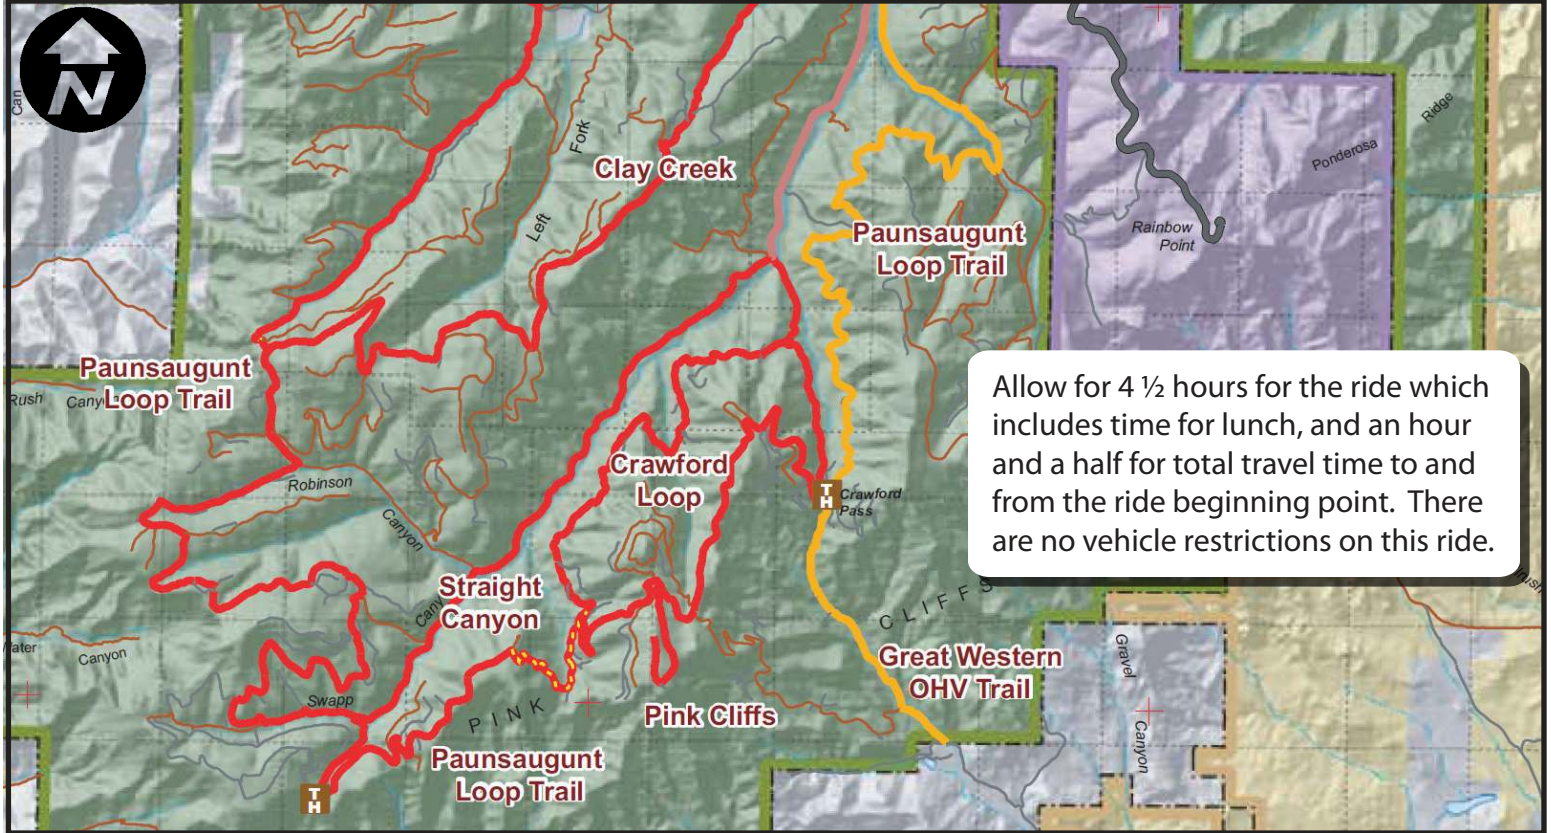 N
Can
Fork
Clay Creek
Left
Ridge
Ponderosa
Rainbow
Point
Paunsaugunt
Loop Trail
Paunsaugunt
Loop Trail
Rush
Allow for 4 ½ hours for the ride which
includes time for lunch, and an hour
and a half for total travel time to and
from the ride beginning point. There
are no vehicle restrictions on this ride.
Crawford
Loop
Robinson
Canyon
TH
Crawford
Pass
Straight
Canyon
CLIFFS
Canyon
Swapp
PINK
Great Western
OHV Trail
Gravel
Canyon
Pink Cliffs
Paunsaugunt
Loop Trail
TH